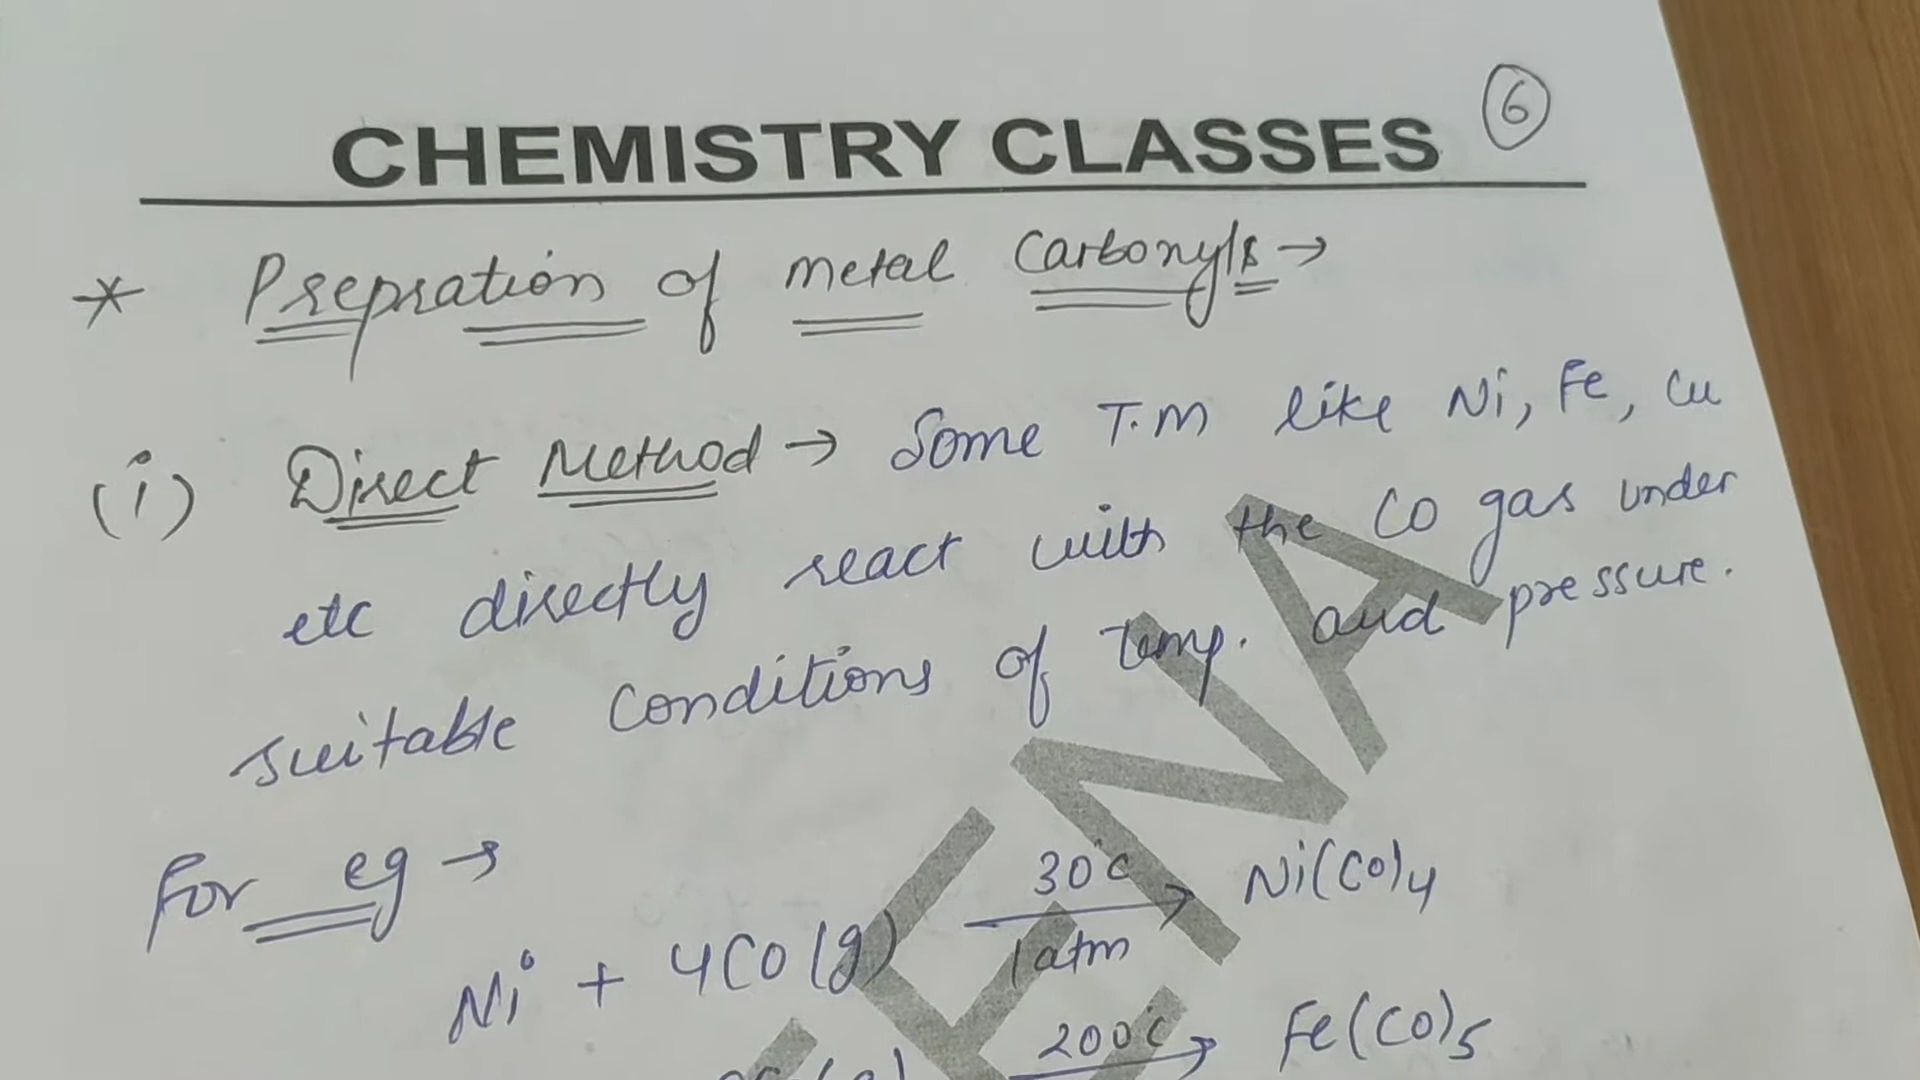 CHEMISTRY CLASSES 6
* Prepration of metal Carbonyls →
(i) Direct Method → Some T.M like Ni, Fe, Cu
etc directly react with the CO gas under
suitable conditions of temp. and pressure.
For eg →
Ni + 4CO(g) 30°C 1atm → Ni(CO)4
200°C → Fe(CO)5
EENA